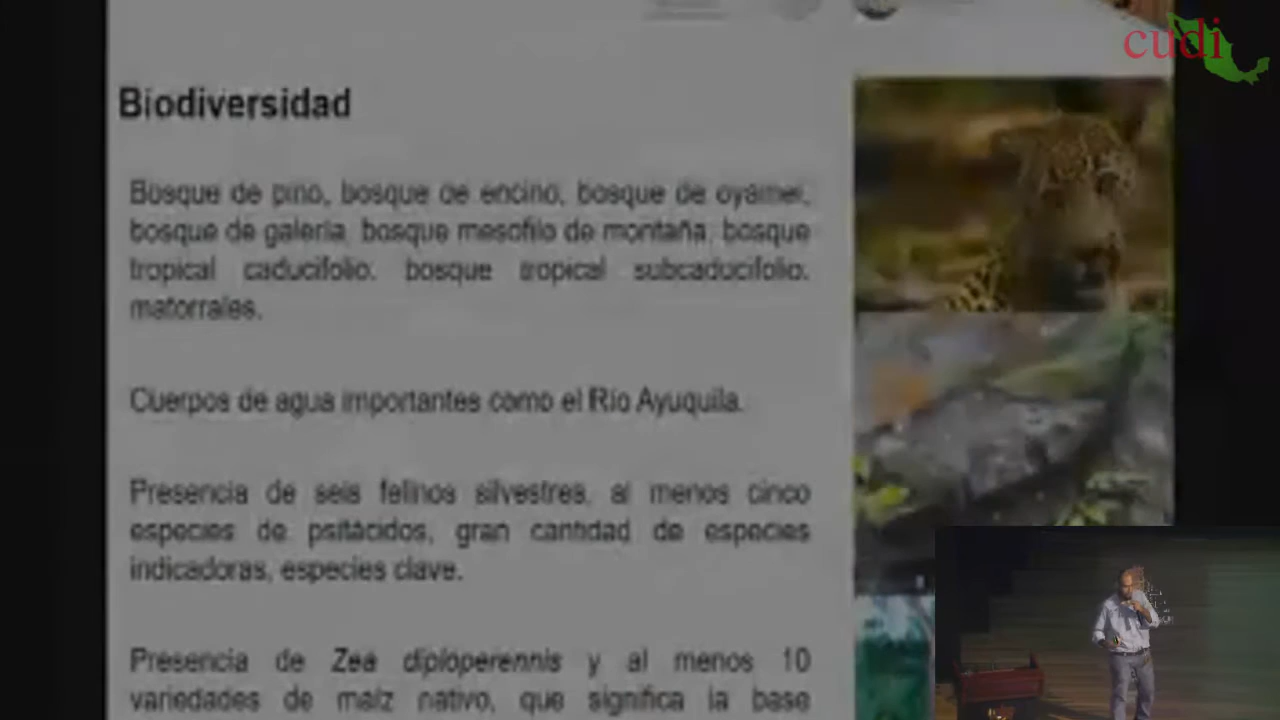 cudi
Biodiversidad
Bosque de pino, bosque de encino, bosque de oyamel,
bosque de galería, bosque mesófilo de montaña, bosque
tropical caducifolio, bosque tropical subcaducifolio,
matorrales.
Cuerpos de agua importantes como el Río Ayuquila.
Presencia de seis felinos silvestres, al menos cinco
especies de psitácidos, gran cantidad de especies
indicadoras, especies clave.
Presencia de Zea diploperennis y al menos 10
variedades de maíz nativo, que significa la base